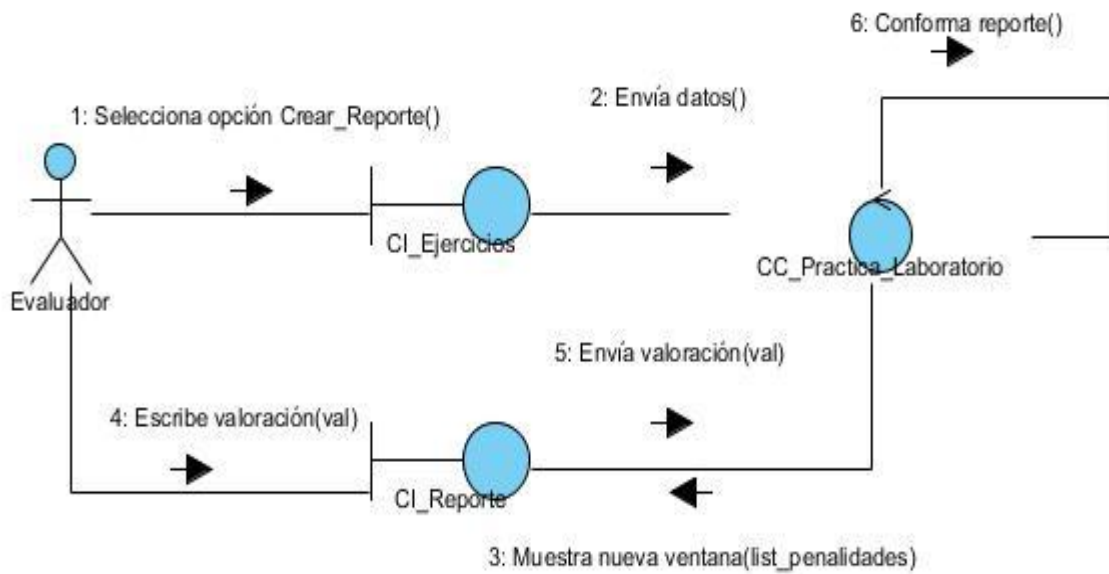 6: Conforma reporte()
2: Envía datos()
1: Selecciona opción Crear_Reporte()
CI_Ejercicios
CC_Practica_Laboratorio
Evaluador
5: Envía valoración(val)
4: Escribe valoración(val)
CI_Reporte
3: Muestra nueva ventana(list_penalidades)